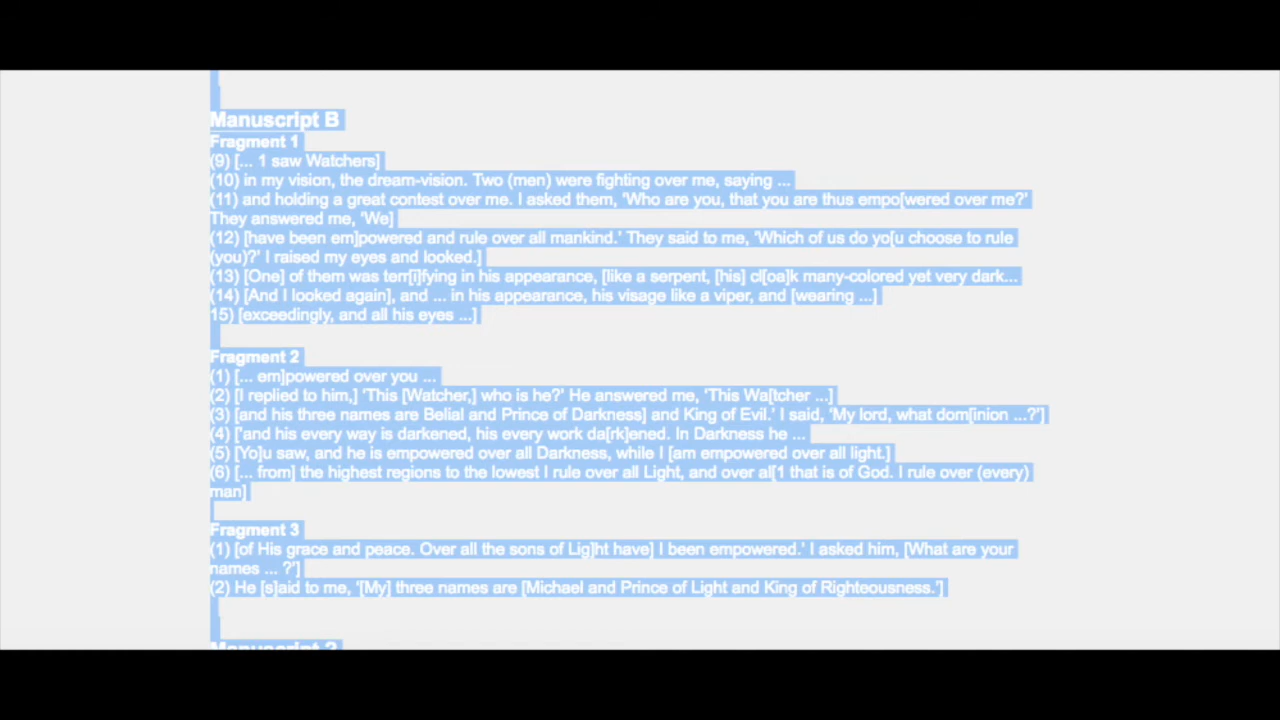 Manuscript B
Fragment 1
(9) [... 1 saw Watchers]
(10) in my vision, the dream-vision. Two (men) were fighting over me, saying ...
(11) and holding a great contest over me. I asked them, 'Who are you, that you are thus empo[wered over me?'
They answered me, 'We]
(12) [have been em]powered and rule over all mankind.' They said to me, 'Which of us do yo[u choose to rule
(you)?' I raised my eyes and looked.]
(13) [One] of them was terr[i]fying in his appearance, [like a serpent, [his] cl[oa]k many-colored yet very dark...
(14) [And I looked again], and ... in his appearance, his visage like a viper, and [wearing ...]
15) [exceedingly, and all his eyes ...]
Fragment 2
(1) [... em]powered over you ...
(2) [I replied to him,] 'This [Watcher,] who is he?' He answered me, 'This Wa[tcher ...]
(3) [and his three names are Belial and Prince of Darkness] and King of Evil.' I said, 'My lord, what dom[inion ...?']
(4) ['and his every way is darkened, his every work da[rk]ened. In Darkness he ...
(5) [Yo]u saw, and he is empowered over all Darkness, while I [am empowered over all light.]
(6) [... from] the highest regions to the lowest I rule over all Light, and over al[1 that is of God. I rule over (every)
man]
Fragment 3
(1) [of His grace and peace. Over all the sons of Lig]ht have] I been empowered.' I asked him, [What are your
names ... ?']
(2) He [s]aid to me, '[My] three names are [Michael and Prince of Light and King of Righteousness.']
Manuscript ?